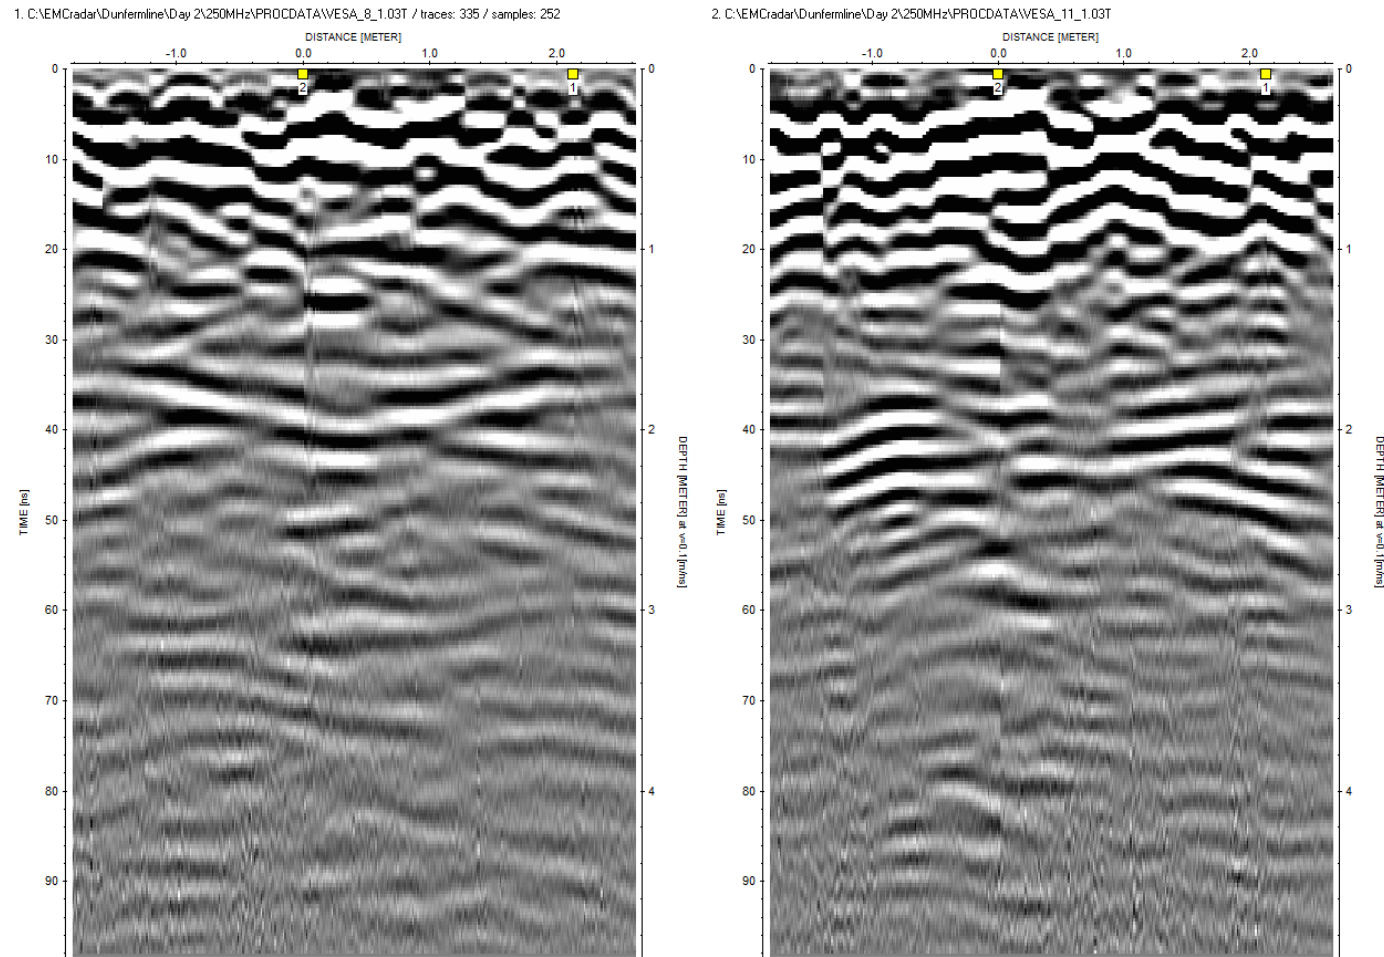 1. C:\EMCradar\Dunfermline\Day 2\250MHz\PROCDATA\VESA_8_1.03T / traces: 335 / samples: 252
DISTANCE [METER]
-1.0 0.0 1.0 2.0
2 1
0 0
10
20 1
30
40 2
50
60 3
70
80 4
90
TIME [ns]
DEPTH [METER] at v=0.1[m/ns]
2. C:\EMCradar\Dunfermline\Day 2\250MHz\PROCDATA\VESA_11_1.03T
DISTANCE [METER]
-1.0 0.0 1.0 2.0
2 1
0 0
10
20 1
30
40 2
50
60 3
70
80 4
90
TIME [ns]
DEPTH [METER] at v=0.1[m/ns]